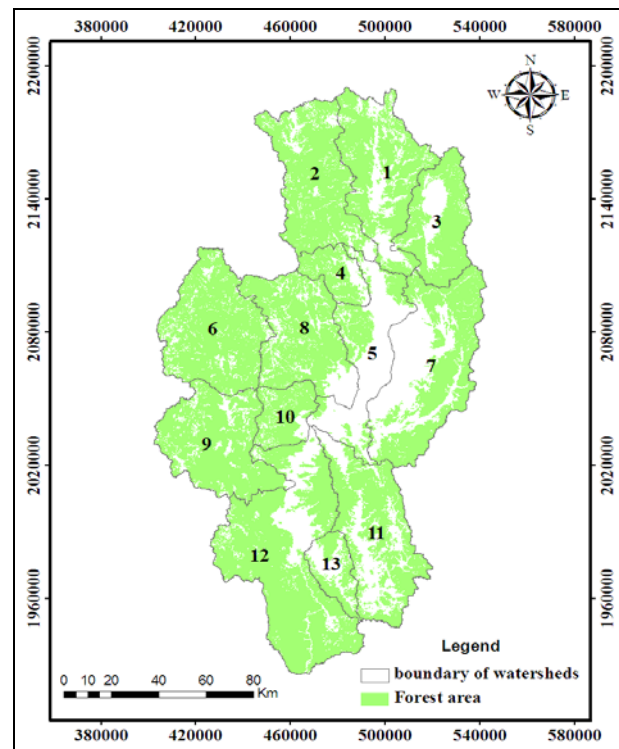 380000 420000 460000 500000 540000 580000
2200000 2200000
N
W E
S
2 1
2140000 2140000
3
4
6 8
2080000 2080000
5 7
10
9
2020000 2020000
11
12 13
1960000 1960000
Legend
boundary of watersheds
Forest area
0 5 10 20 40 60 80
Km
380000 420000 460000 500000 540000 580000